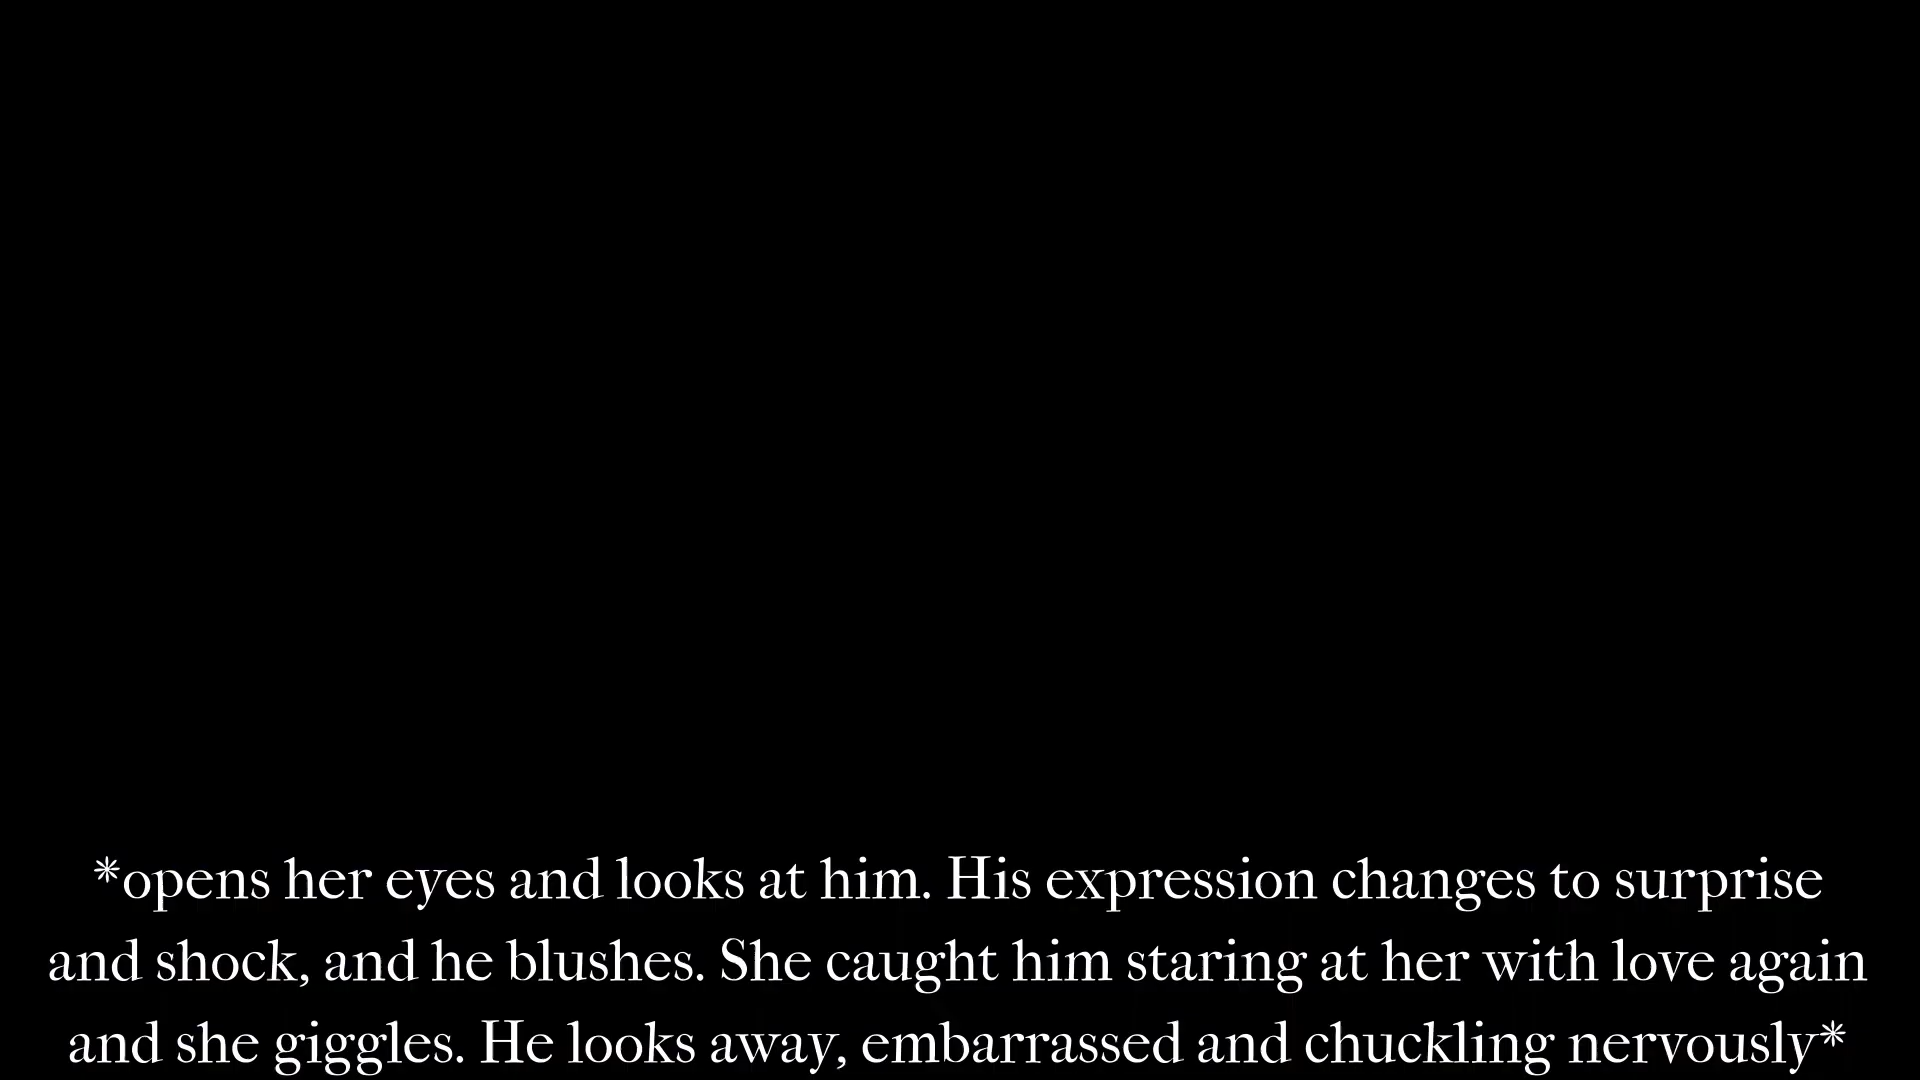 *opens her eyes and looks at him. His expression changes to surprise
and shock, and he blushes. She caught him staring at her with love again
and she giggles. He looks away, embarrassed and chuckling nervously*